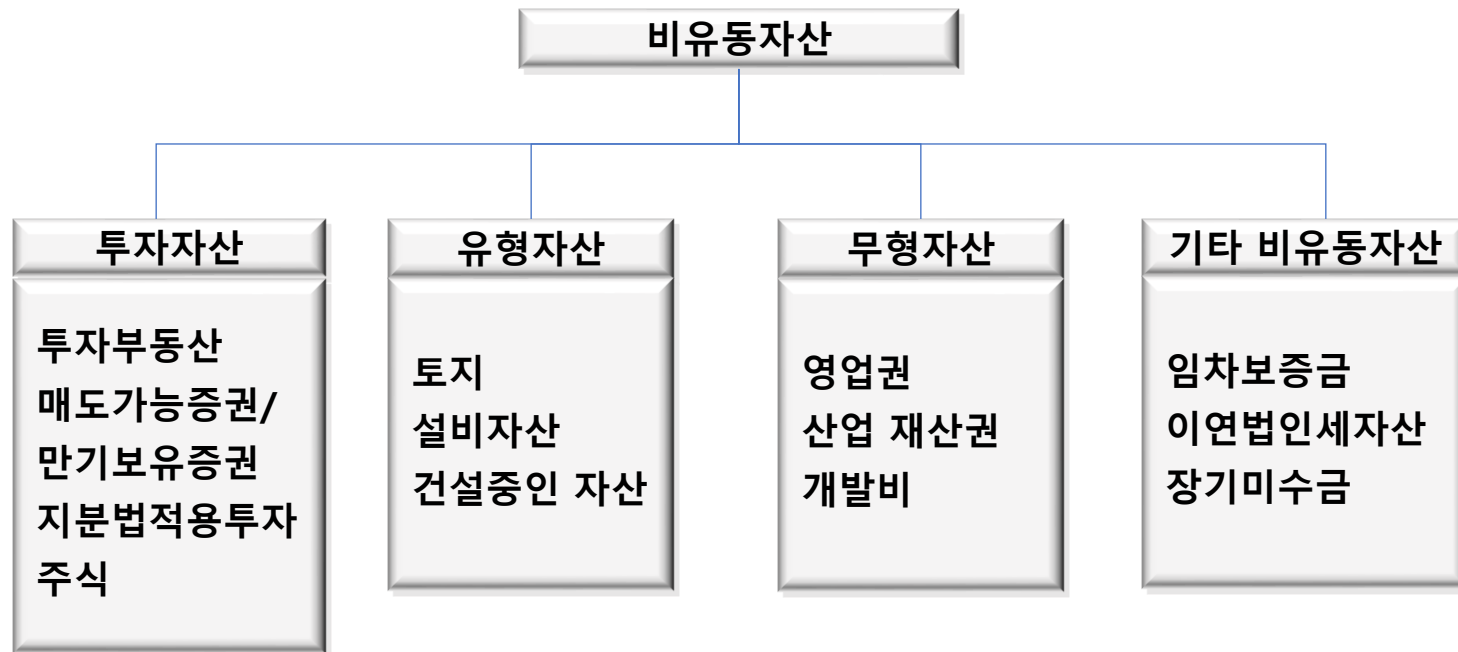 비유동자산
투자자산
투자부동산
매도가능증권/
만기보유증권
지분법적용투자
주식
유형자산
토지
설비자산
건설중인 자산
무형자산
영업권
산업 재산권
개발비
기타 비유동자산
임차보증금
이연법인세자산
장기미수금